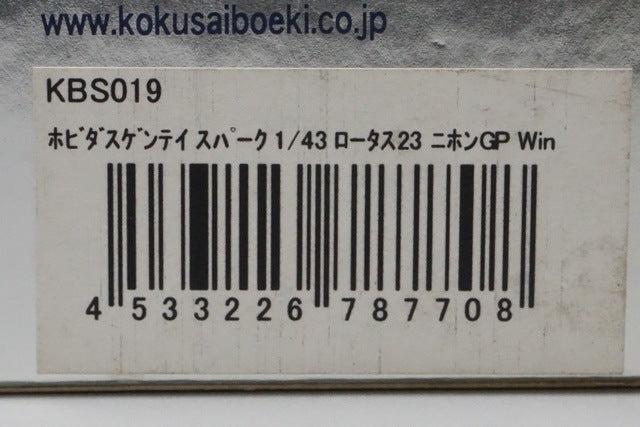 www.kokusaiboeki.co.jp
KBS019
ﾎﾋﾞﾀﾞｽｹﾞﾝﾃｲ ｽﾊﾟｰｸ 1/43 ﾛｰﾀｽ23 ﾆﾎﾝGP Win
4 533226 787708